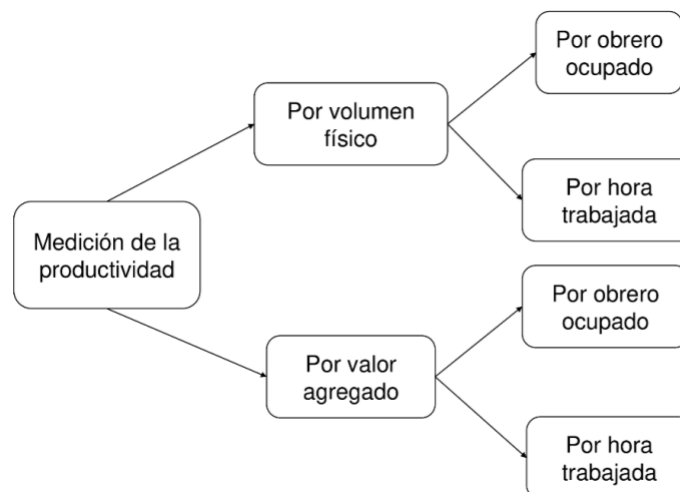 Por obrero
ocupado
Por volumen
físico
Por hora
trabajada
Medición de la
productividad
Por obrero
ocupado
Por valor
agregado
Por hora
trabajada